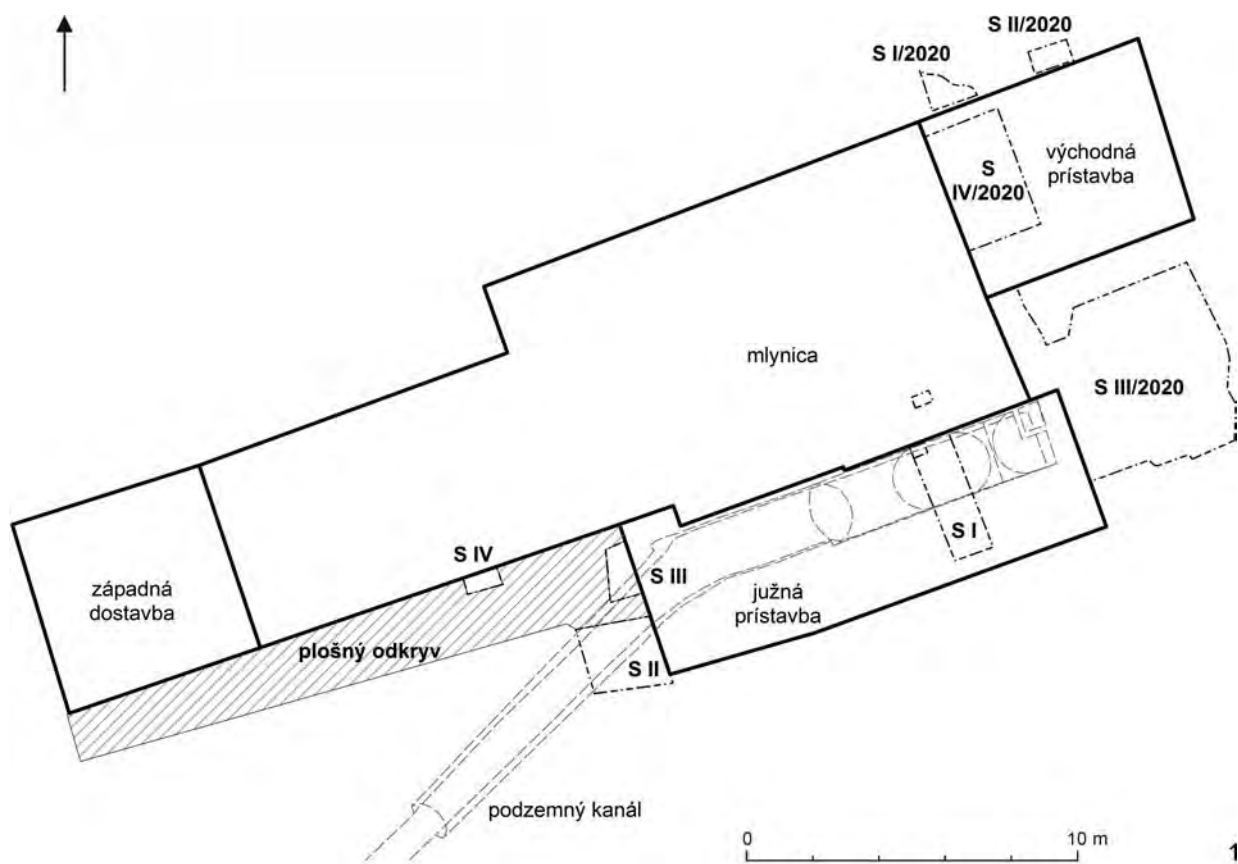 S II/2020
S I/2020
východná
prístavba
S
IV/2020
mlynica
S III/2020
S IV
S III
S I
západná
dostavba
južná
prístavba
plošný odkryv
S II
podzemný kanál
0
10 m
1